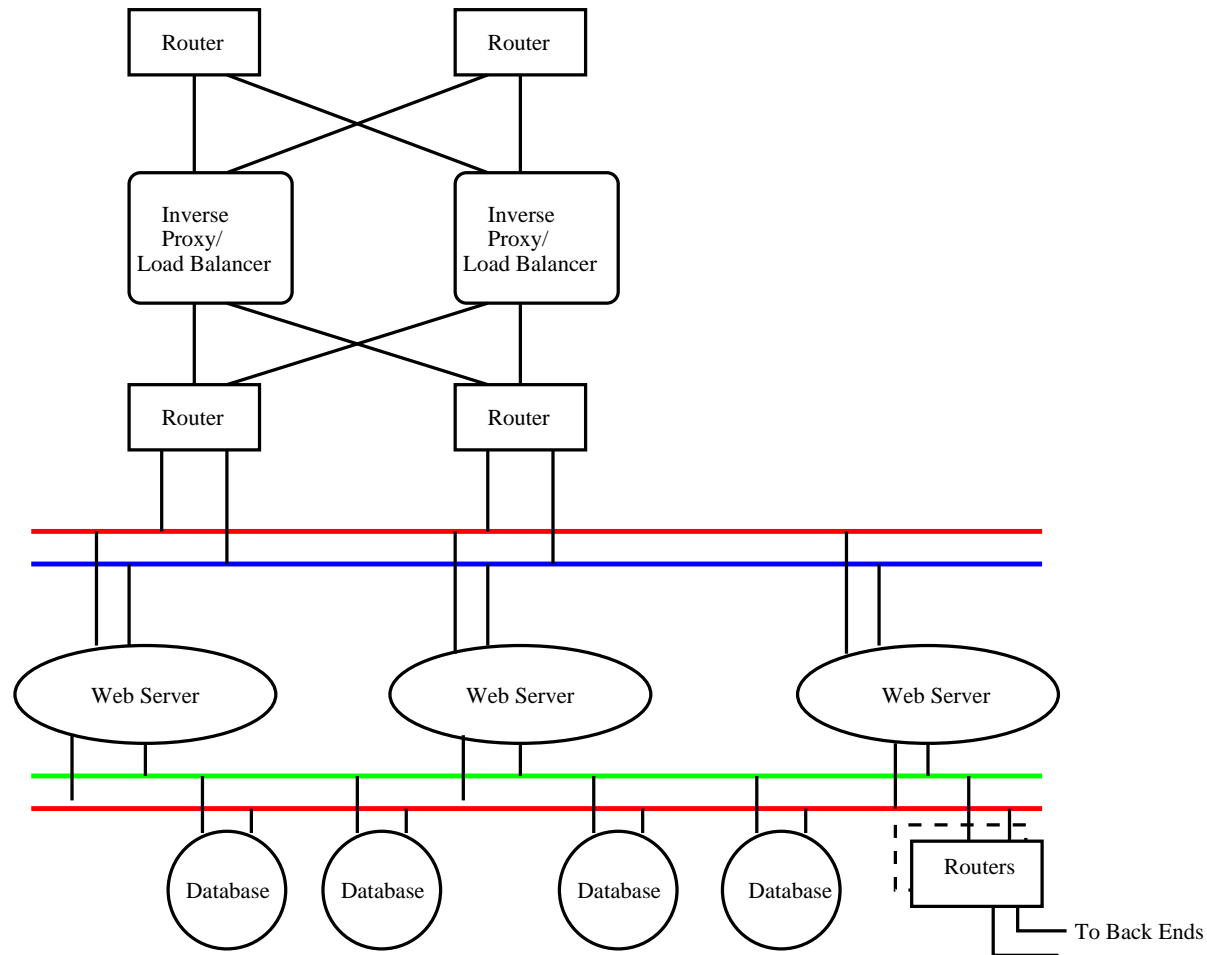 Router
Router
Inverse
Proxy/
Load Balancer
Inverse
Proxy/
Load Balancer
Router
Router
Web Server
Web Server
Web Server
Database
Database
Database
Database
Routers
To Back Ends